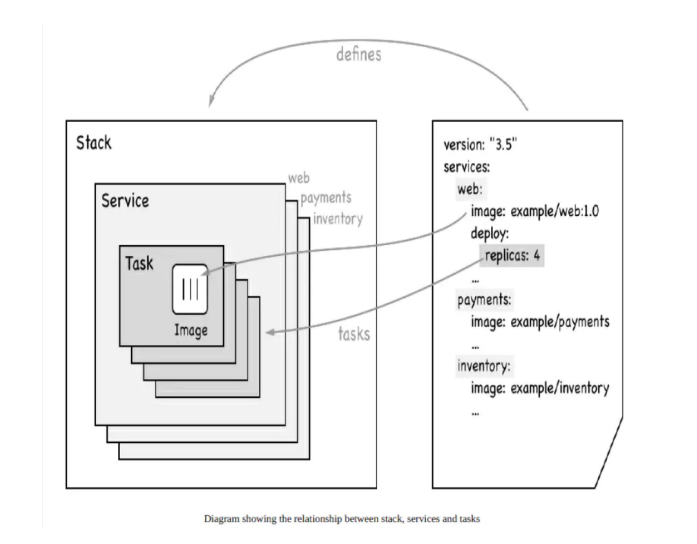 defines
Stack
web
payments
inventory
Service
Task
Image
tasks
version: "3.5"
services:
web:
image: example/web:1.0
deploy:
replicas: 4
...
payments:
image: example/payments
...
inventory:
image: example/inventory
...
Diagram showing the relationship between stack, services and tasks